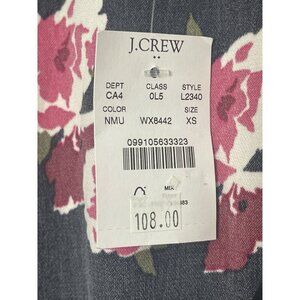 J.CREW
DEPT CLASS STYLE
CA4 0L5 L2340
COLOR SIZE
NMU WX8442 XS
099105633323
108.00